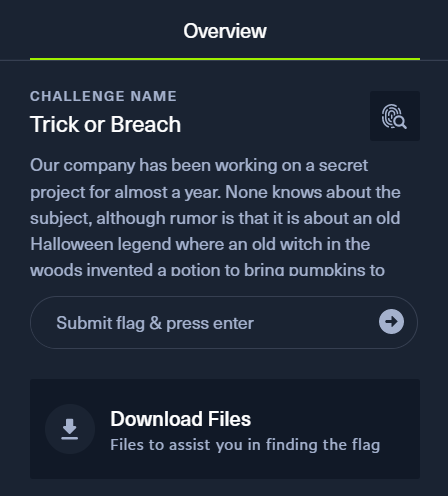 Overview
CHALLENGE NAME
Trick or Breach
Our company has been working on a secret
project for almost a year. None knows about the
subject, although rumor is that it is about an old
Halloween legend where an old witch in the
woods invented a potion to bring pumpkins to
Submit flag & press enter
Download Files
Files to assist you in finding the flag